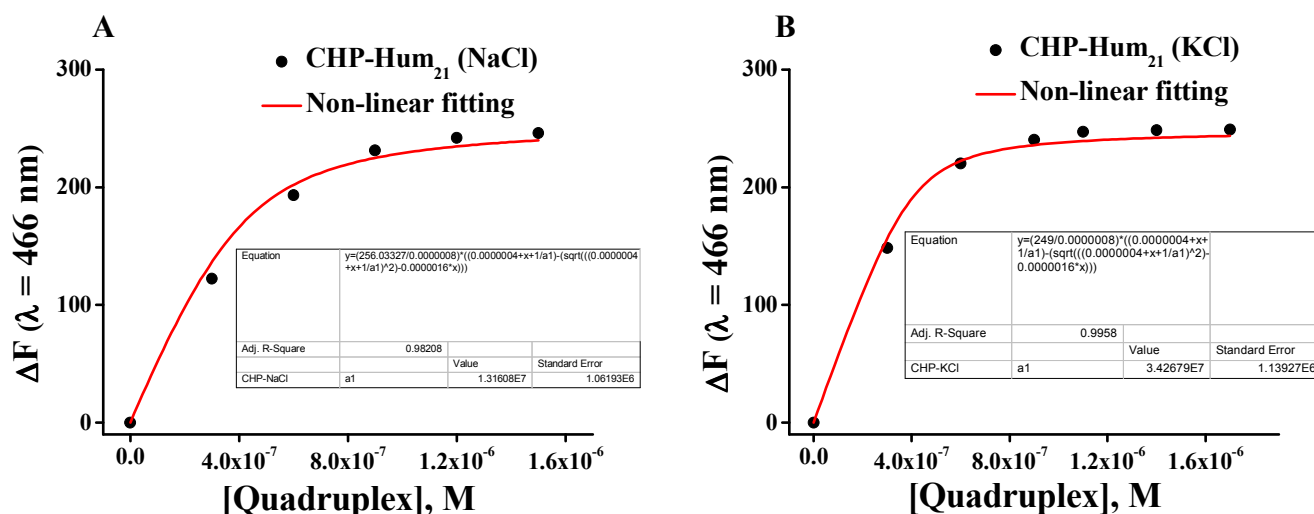 A
CHP-Hum21 (NaCl)
Non-linear fitting
300
200
100
0
ΔF (λ = 466 nm)
Equation
y=(256.03327/0.0000008)*((0.0000004+x+1/a1)-(sqrt(((0.0000004
+x+1/a1)^2)-0.0000016*x)))
Adj. R-Square 0.98208
Value Standard Error
CHP-NaCl a1 1.31608E7 1.06193E6
0.0 4.0x10-7 8.0x10-7 1.2x10-6 1.6x10-6
[Quadruplex], M
B
CHP-Hum21 (KCl)
Non-linear fitting
300
200
100
0
ΔF (λ = 466 nm)
Equation
y=(249/0.0000008)*((0.0000004+x+
1/a1)-(sqrt(((0.0000004+x+1/a1)^2)-
0.0000016*x)))
Adj. R-Square 0.9958
Value Standard Error
CHP-KCl a1 3.42679E7 1.13927E6
0.0 4.0x10-7 8.0x10-7 1.2x10-6 1.6x10-6
[Quadruplex], M